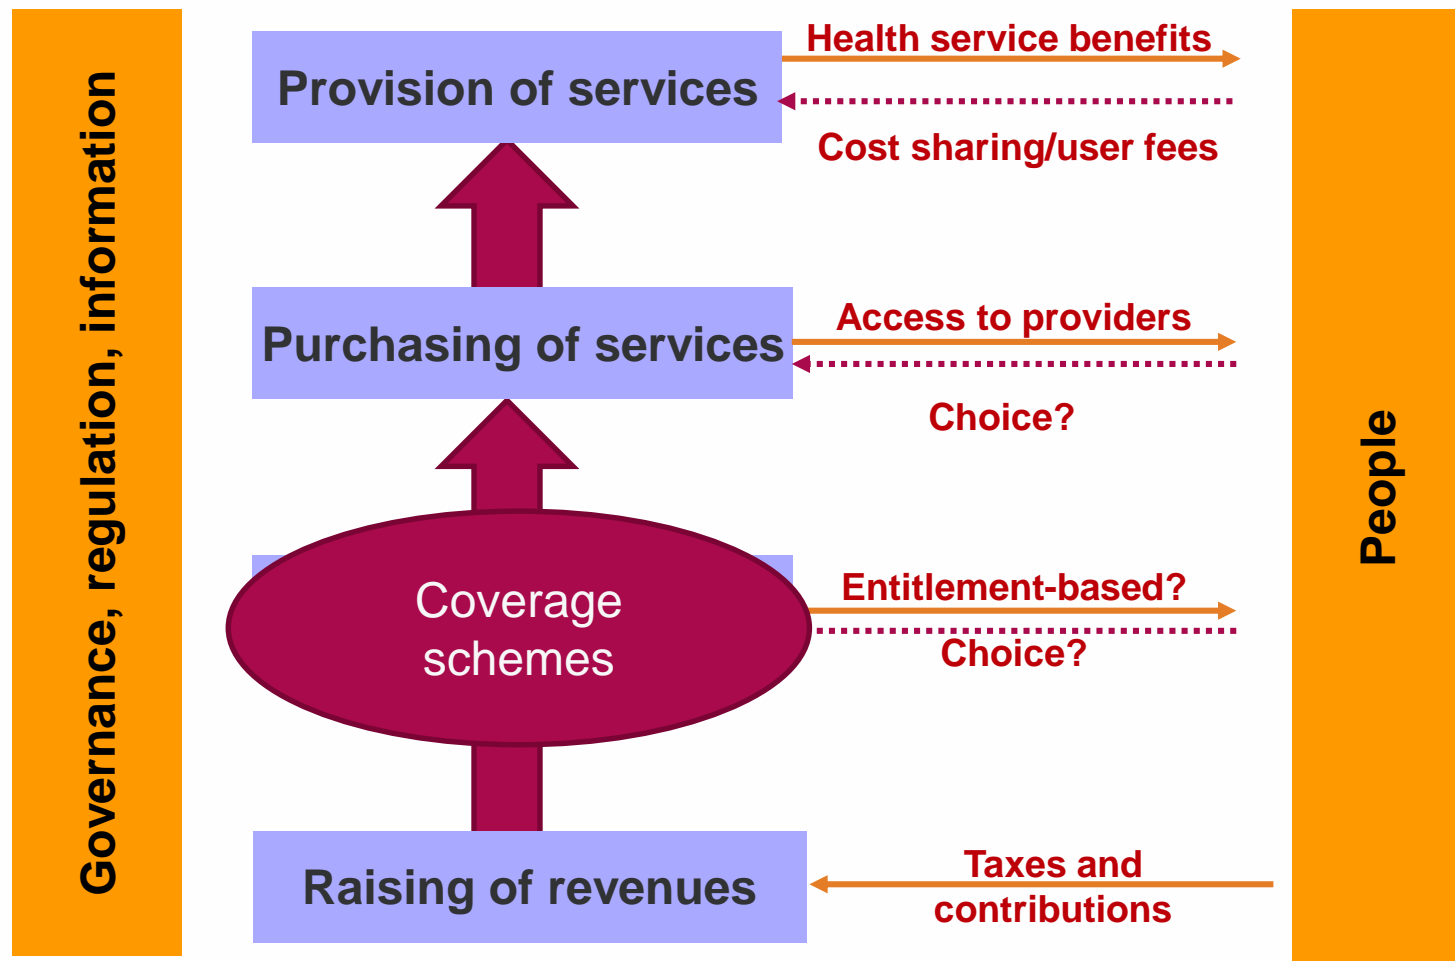 Governance, regulation, information
Health service benefits
Provision of services
Cost sharing/user fees
Access to providers
Purchasing of services
Choice?
Entitlement-based?
Coverage
schemes
Choice?
Taxes and
Raising of revenues
contributions
People